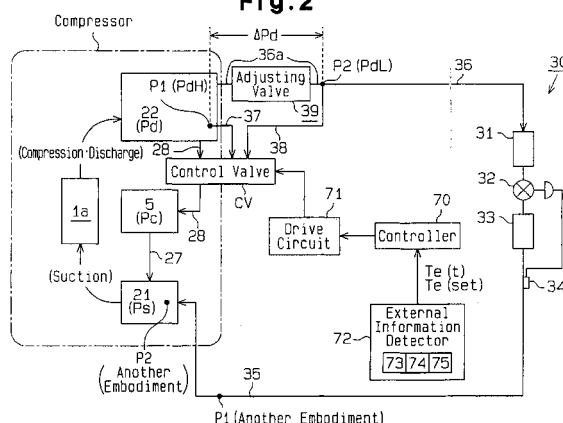 Fig.2
Compressor
ΔPd
36a
P2 (PdL)
36
30
P1 (PdH)
Adjusting
Valve
39
22
(Pd)
37
31
(Compression·Discharge)
28
38
32
Control Valve
CV
71
70
33
1a
5
(Pc)
28
Drive
Circuit
Controller
27
Te(t)
Te(set)
34
(Suction)
21
(Ps)
External
Information
Detector
72
73 74 75
P2
(Another
Embodiment)
35
P1(Another Embodiment)